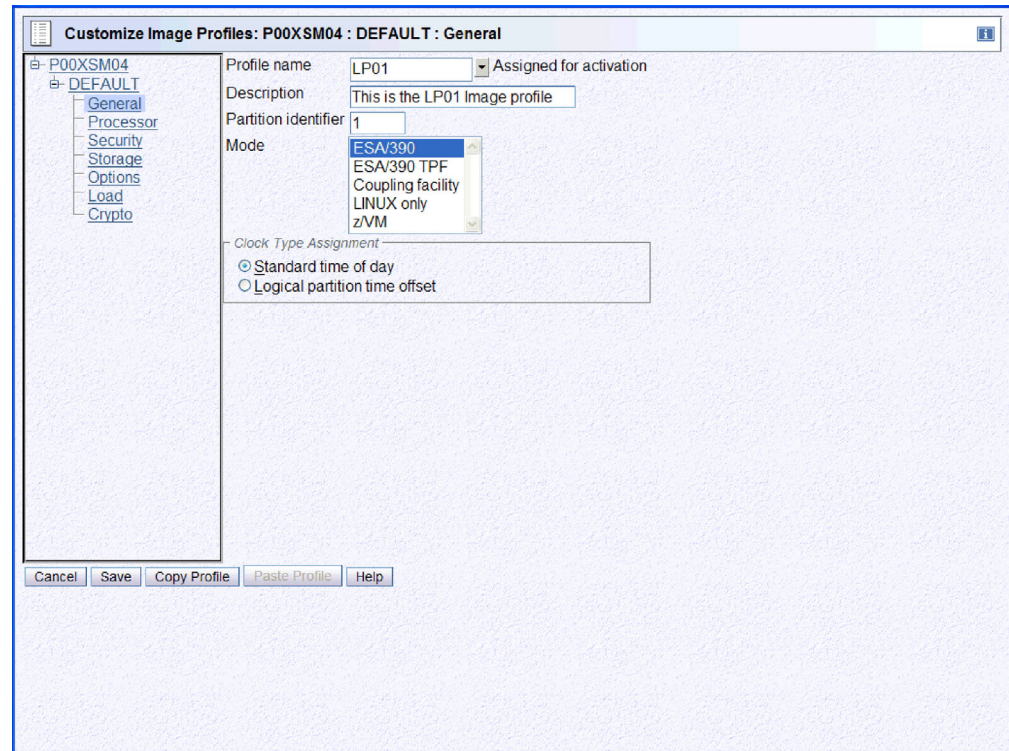 Customize Image Profiles: P00XSM04 : DEFAULT : General
i
P00XSM04
DEFAULT
General
Processor
Security
Storage
Options
Load
Crypto
Profile name LP01 Assigned for activation
Description This is the LP01 Image profile
Partition identifier 1
Mode ESA/390
ESA/390 TPF
Coupling facility
LINUX only
z/VM
Clock Type Assignment
Standard time of day
Logical partition time offset
Cancel Save Copy Profile Paste Profile Help